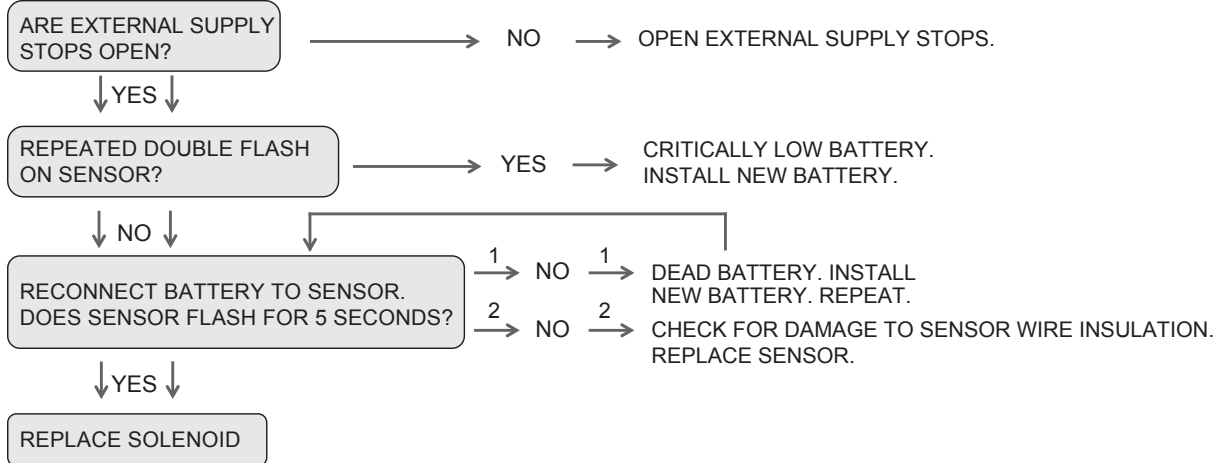 ARE EXTERNAL SUPPLY
STOPS OPEN?
NO
OPEN EXTERNAL SUPPLY STOPS.
YES
REPEATED DOUBLE FLASH
ON SENSOR?
YES
CRITICALLY LOW BATTERY.
INSTALL NEW BATTERY.
NO
RECONNECT BATTERY TO SENSOR.
DOES SENSOR FLASH FOR 5 SECONDS?
1
NO
1
DEAD BATTERY. INSTALL
NEW BATTERY. REPEAT.
2
NO
2
CHECK FOR DAMAGE TO SENSOR WIRE INSULATION.
REPLACE SENSOR.
YES
REPLACE SOLENOID